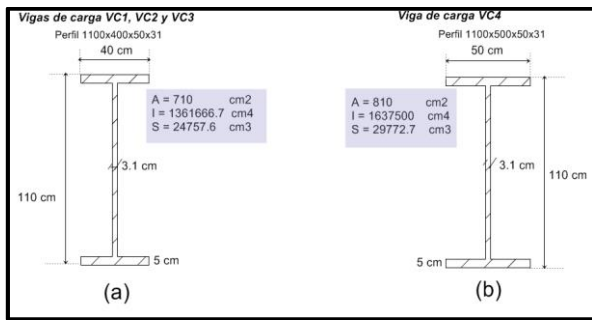 Vigas de carga VC1, VC2 y VC3
Perfil 1100x400x50x31
40 cm
A = 710 cm2
I = 1361666.7 cm4
S = 24757.6 cm3
3.1 cm
110 cm
5 cm
(a)
Viga de carga VC4
Perfil 1100x500x50x31
50 cm
A = 810 cm2
I = 1637500 cm4
S = 29772.7 cm3
3.1 cm
110 cm
5 cm
(b)